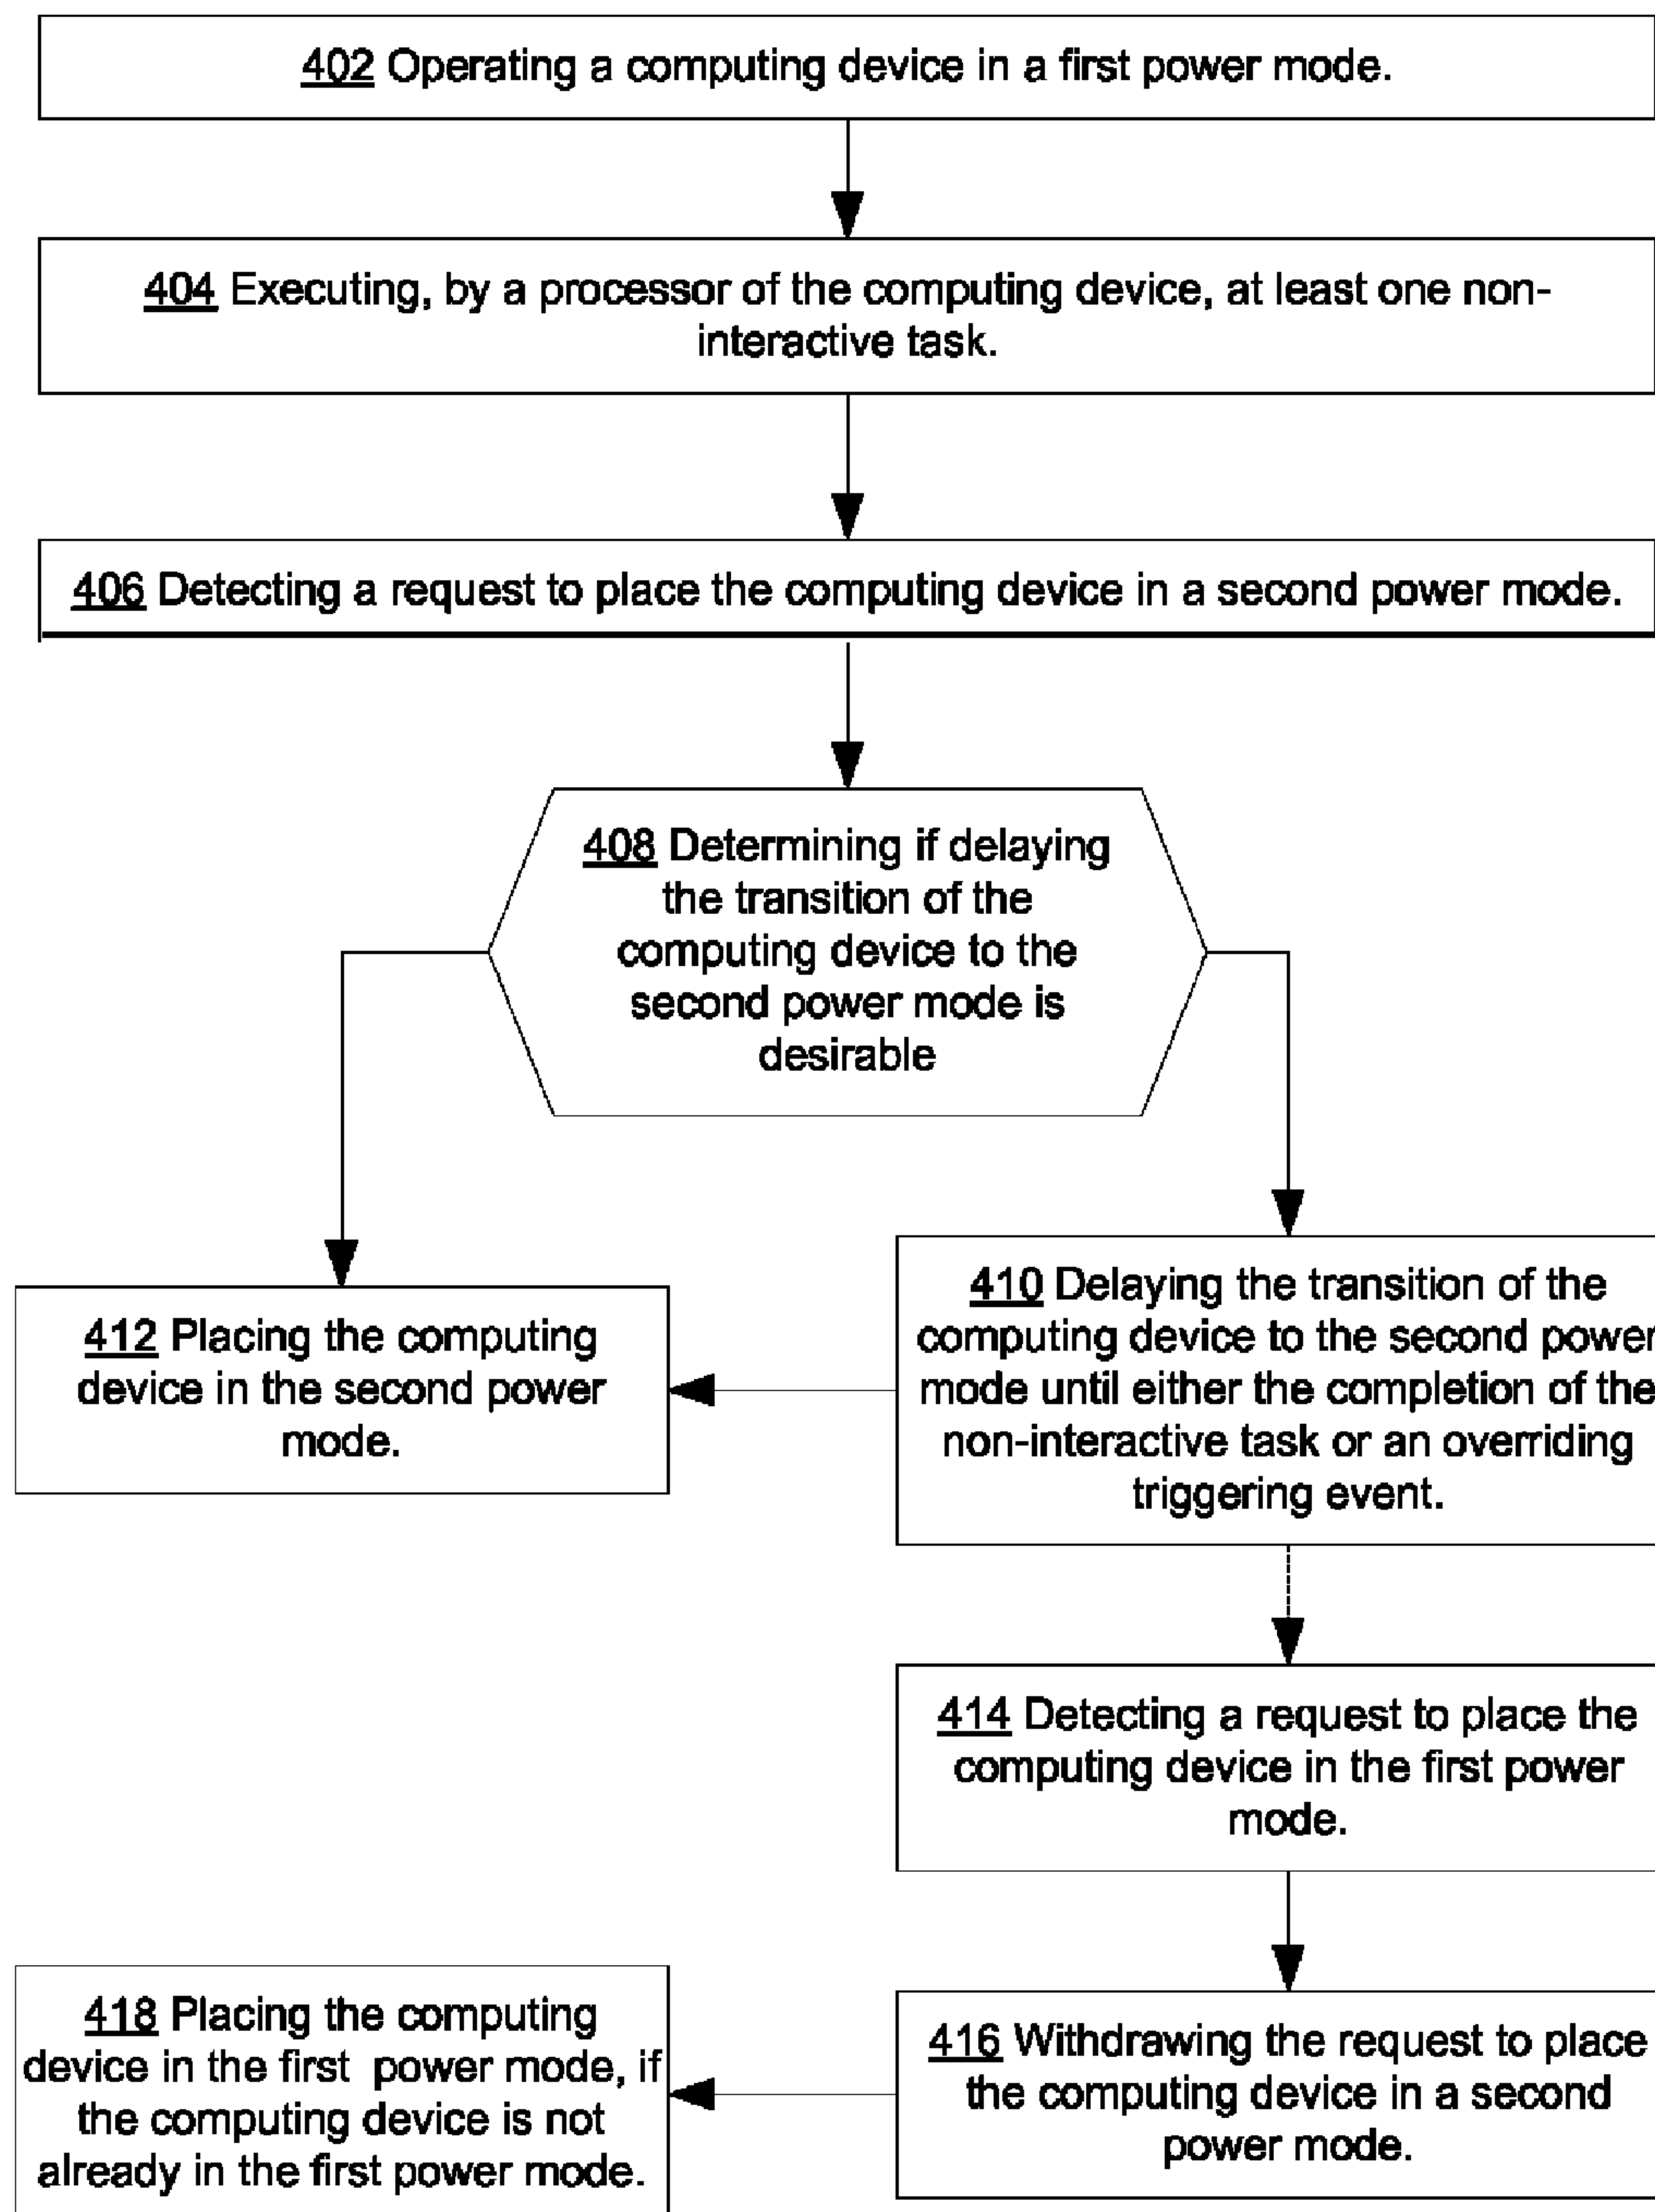 402 Operating a computing device in a first power mode.
404 Executing, by a processor of the computing device, at least one non-
interactive task.
406 Detecting a request to place the computing device in a second power mode.
408 Determining if delaying
the transition of the
computing device to the
second power mode is
desirable
410 Delaying the transition of the
computing device to the second power
mode until either the completion of the
non-interactive task or an overriding
triggering event.
412 Placing the computing
device in the second power
mode.
414 Detecting a request to place the
computing device in the first power
mode.
416 Withdrawing the request to place
the computing device in a second
power mode.
418 Placing the computing
device in the first power mode, if
the computing device is not
already in the first power mode.